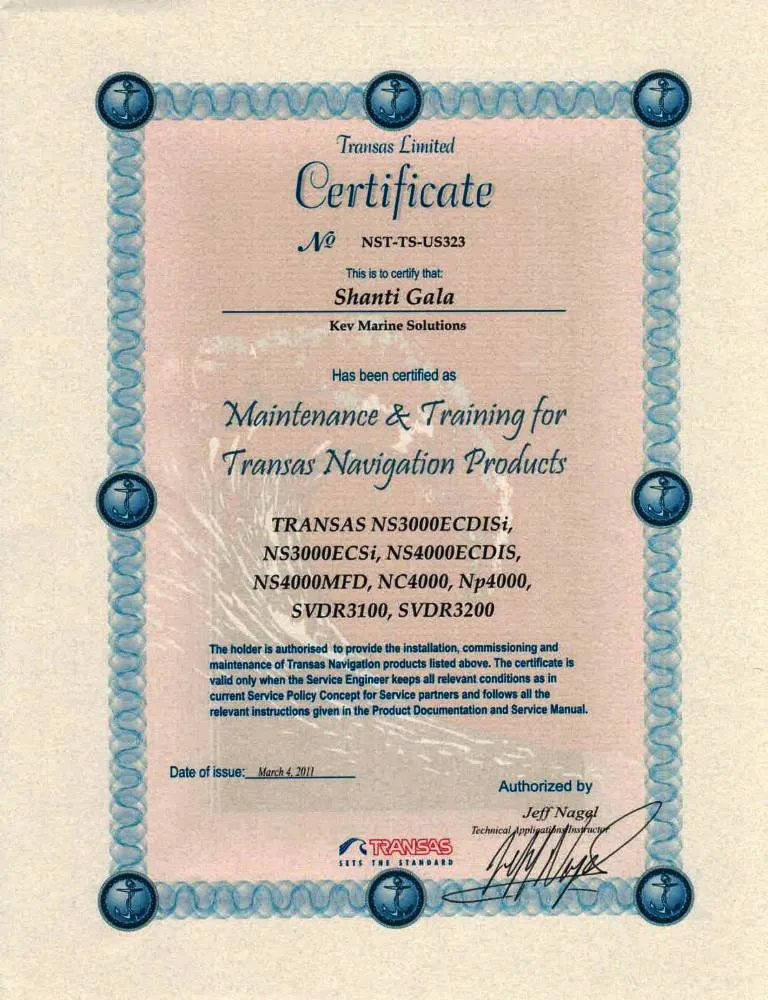 Transas Limited
Certificate
№ NST-TS-US323
This is to certify that:
Shanti Gala
Kev Marine Solutions
Has been certified as
Maintenance & Training for
Transas Navigation Products
TRANSAS NS3000ECDISi,
NS3000ECSi, NS4000ECDIS,
NS4000MFD, NC4000, Np4000,
SVDR3100, SVDR3200
The holder is authorised to provide the installation, commissioning and
maintenance of Transas Navigation products listed above. The certificate is
valid only when the Service Engineer keeps all relevant conditions as in
current Service Policy Concept for Service partners and follows all the
relevant instructions given in the Product Documentation and Service Manual.
Date of issue: March 4, 2011
Authorized by
Jeff Nagel
Technical Applications Instructor
TRANSAS
SETS THE STANDARD